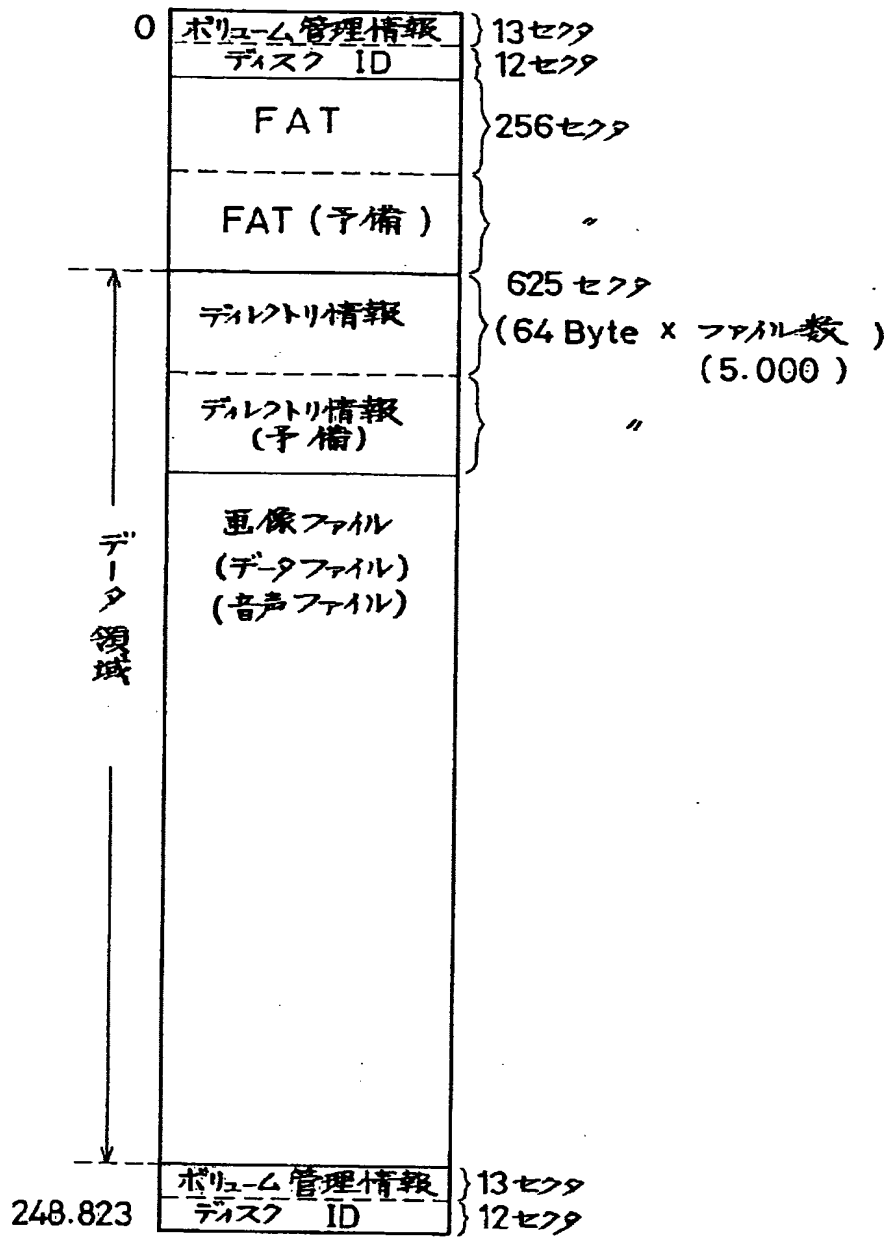 0 ボリューム管理情報 13セクタ
ディスク ID 12セクタ
FAT 256セクタ
FAT (予備) 〃
625セクタ
ディレクトリ情報 (64 Byte × ファイル数)
(5.000)
ディレクトリ情報 〃
(予備)
画像ファイル
(データファイル)
(音声ファイル)
データ領域
ボリューム管理情報 13セクタ
248.823 ディスク ID 12セクタ